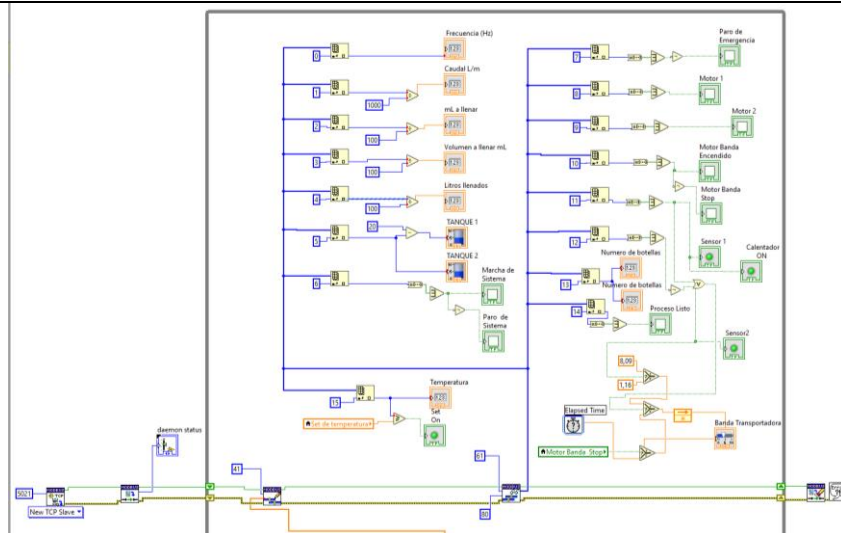 Frecuencia (Hz)
0
Caudal L/m
1
1000
mL a llenar
2
100
Volumen a llenar mL
3
100
Litros llenados
4
100
TANQUE 1
20
5
TANQUE 2
6
Marcha de
Sistema
Paro de
Sistema
Temperatura
15
Set
On
Set de temperatura
Paro de
Emergencia
7
Motor 1
8
Motor 2
9
Motor Banda
Encendido
10
Motor Banda
Stop
11
Sensor 1
Calentador
ON
12
Numero de botellas
13
Numero de botellas
14
Proceso Listo
Sensor2
8,09
1,16
Elapsed Time
Banda Transportadora
Motor Banda Stop
daemon status
41
61
5021
New TCP Slave
80